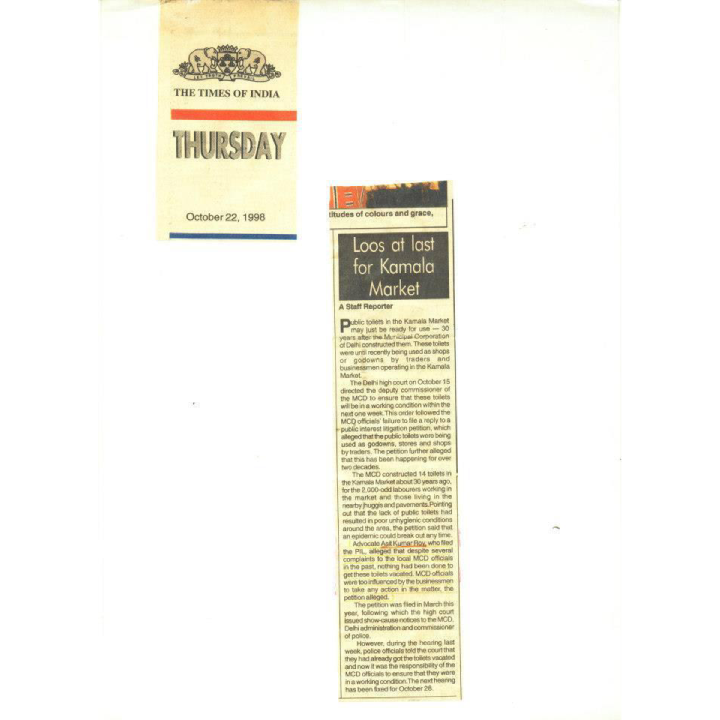 THE TIMES OF INDIA
THURSDAY
October 22, 1998
titudes of colours and grace,
Loos at last
for Kamala
Market
A Staff Reporter
Public toilets in the Kamala Market
may just be ready for use — 30
years after the Municipal Corporation
of Delhi constructed them. These toilets
were until recently being used as shops
or godowns by traders and
businessmen operating in the Kamala
Market.
The Delhi high court on October 15
directed the deputy commissioner of
the MCD to ensure that these toilets
will be in a working condition within the
next one week. This order followed the
MCD officials' failure to file a reply to a
public interest litigation petition, which
alleged that the public toilets were being
used as godowns, stores and shops
by traders. The petition further alleged
that this has been happening for over
two decades.
The MCD constructed 14 toilets in
the Kamala Market about 30 years ago,
for the 2,000-odd labourers working in
the market and those living in the
nearby jhuggis and pavements. Pointing
out that the lack of public toilets had
resulted in poor unhygienic conditions
around the area, the petition said that
an epidemic could break out any time.
Advocate Asit Kumar Roy, who filed
the PIL, alleged that despite several
complaints to the local MCD officials
in the past, nothing had been done to
get these toilets vacated. MCD officials
were too influenced by the businessmen
to take any action in the matter, the
petition alleged.
The petition was filed in March this
year, following which the high court
issued show-cause notices to the MCD,
Delhi administration and commissioner
of police.
However, during the hearing last
week, police officials told the court that
they had already got the toilets vacated
and now it was the responsibility of the
MCD officials to ensure that they were
in a working condition. The next hearing
has been fixed for October 28.